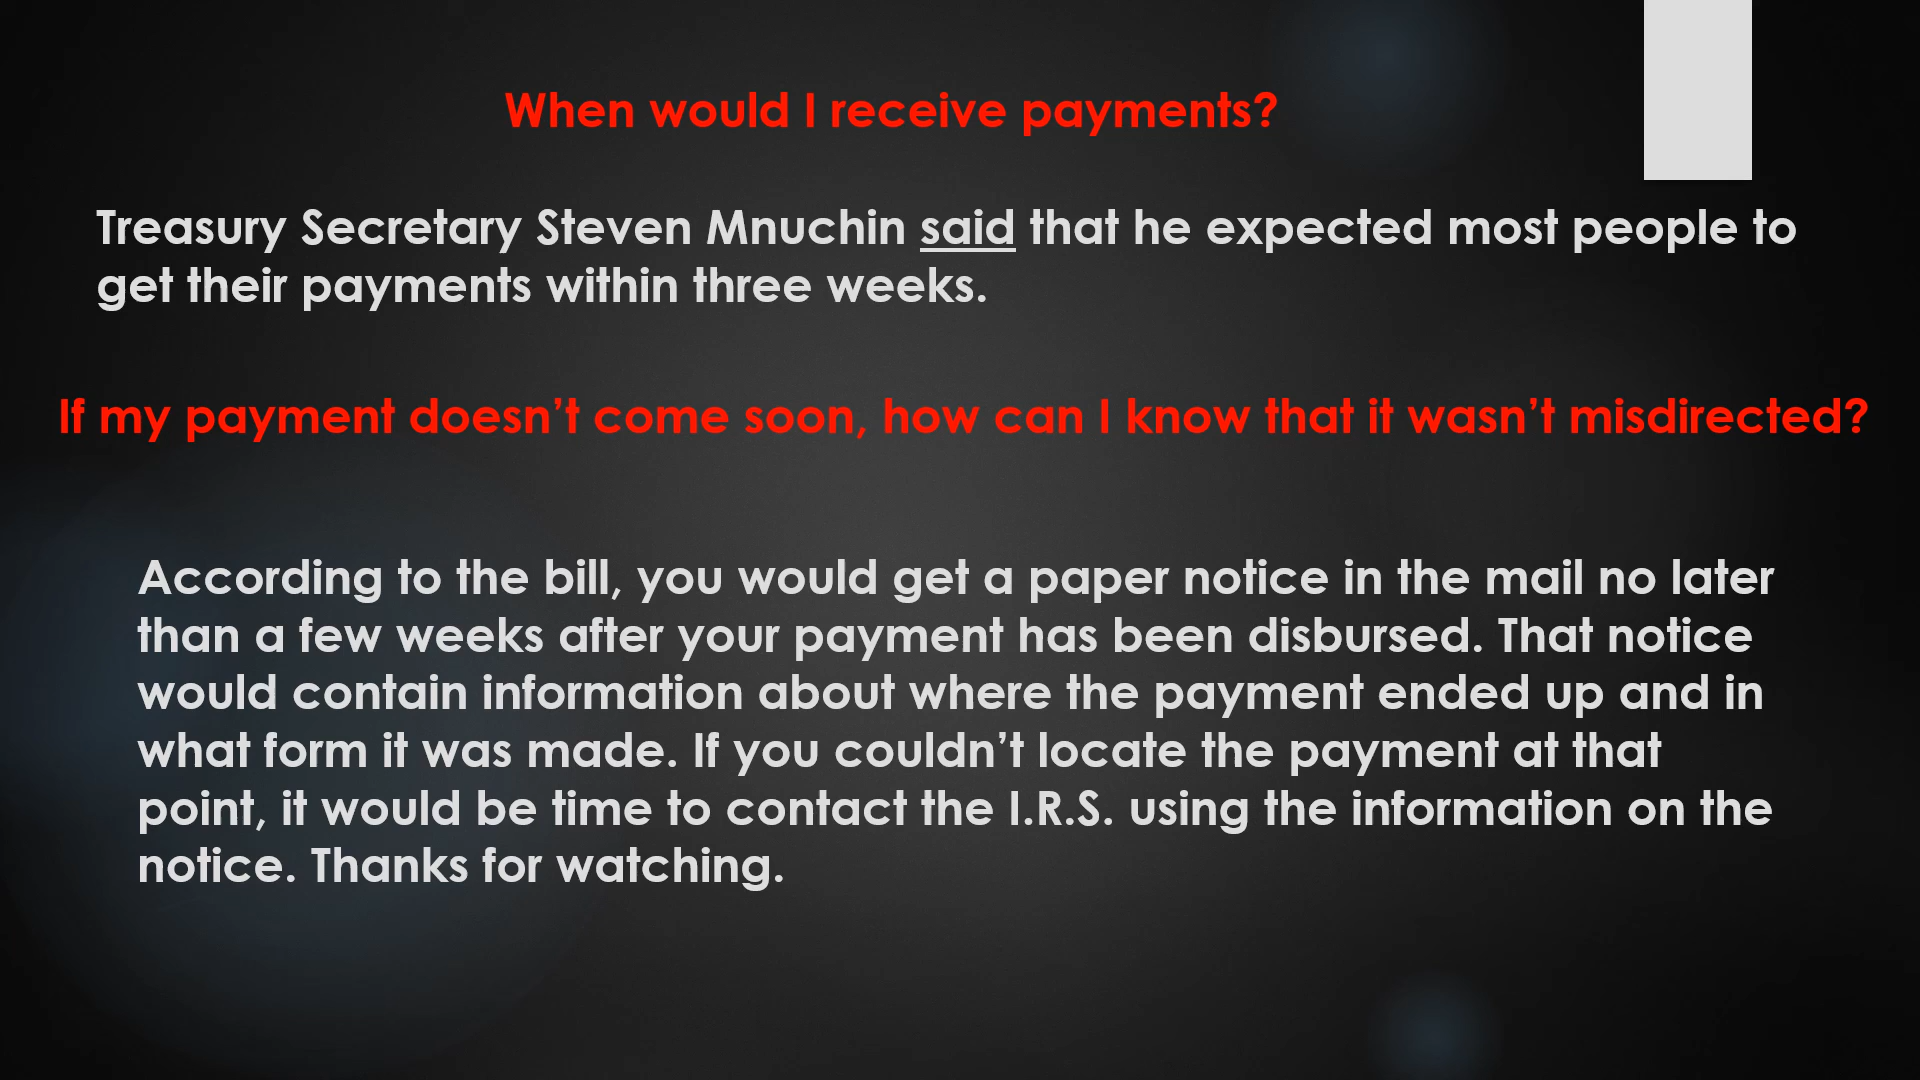 When would I receive payments?
Treasury Secretary Steven Mnuchin said that he expected most people to
get their payments within three weeks.
If my payment doesn’t come soon, how can I know that it wasn’t misdirected?
According to the bill, you would get a paper notice in the mail no later
than a few weeks after your payment has been disbursed. That notice
would contain information about where the payment ended up and in
what form it was made. If you couldn’t locate the payment at that
point, it would be time to contact the I.R.S. using the information on the
notice. Thanks for watching.